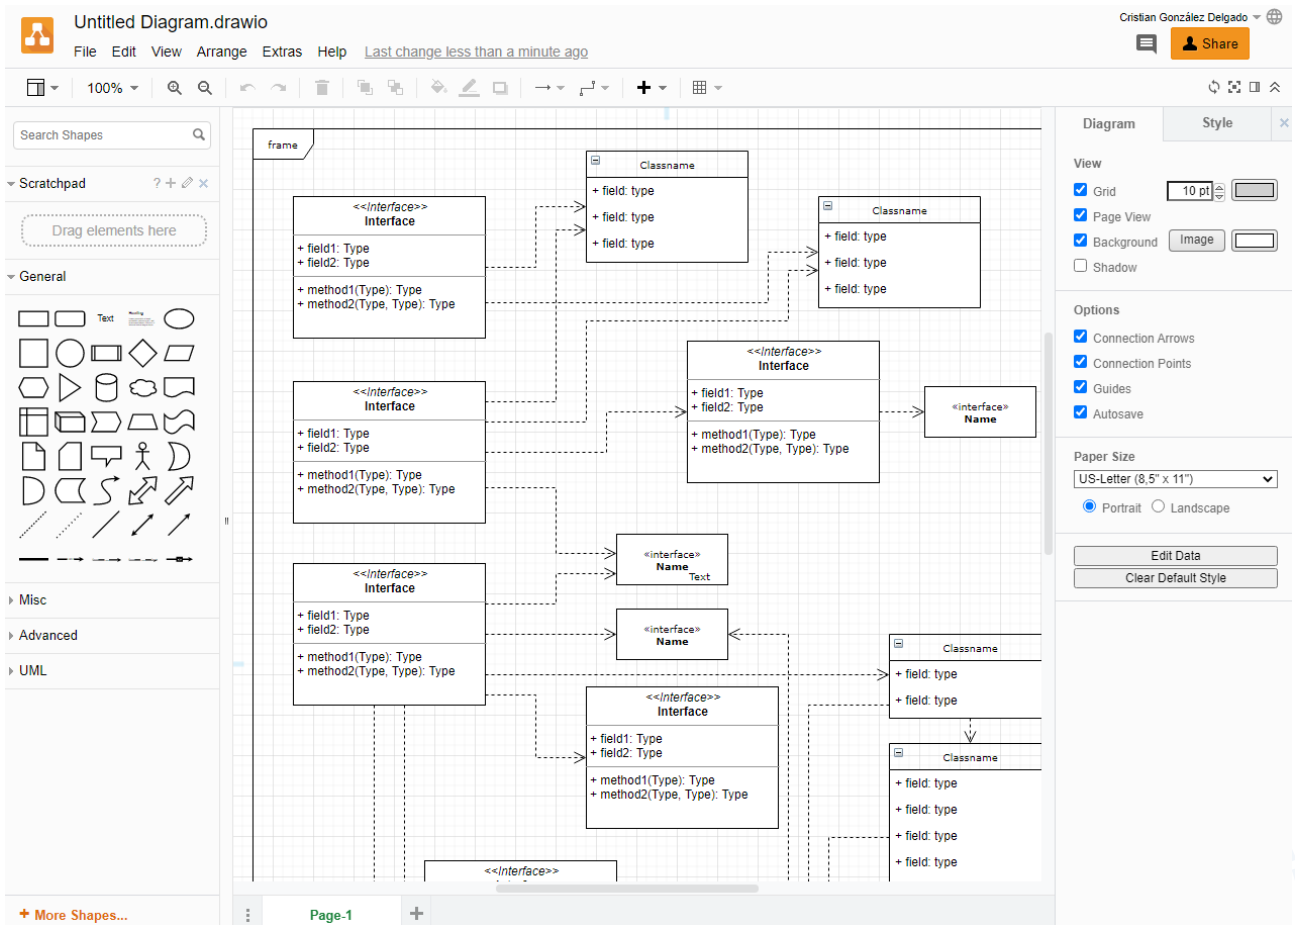 Untitled Diagram.drawio
Cristian González Delgado
File Edit View Arrange Extras Help Last change less than a minute ago
Share
100%
Search Shapes
Scratchpad
?
Drag elements here
General
Text
Misc
Advanced
UML
+ More Shapes...
frame
<<Interface>>
Interface
+ field1: Type
+ field2: Type
+ method1(Type): Type
+ method2(Type, Type): Type
Classname
+ field: type
+ field: type
+ field: type
Classname
+ field: type
+ field: type
+ field: type
<<Interface>>
Interface
+ field1: Type
+ field2: Type
+ method1(Type): Type
+ method2(Type, Type): Type
<<Interface>>
Interface
+ field1: Type
+ field2: Type
+ method1(Type): Type
+ method2(Type, Type): Type
«interface»
Name
«interface»
Name
Text
<<Interface>>
Interface
+ field1: Type
+ field2: Type
+ method1(Type): Type
+ method2(Type, Type): Type
«interface»
Name
<<Interface>>
Interface
+ field1: Type
+ field2: Type
+ method1(Type): Type
+ method2(Type, Type): Type
Classname
+ field: type
+ field: type
Classname
+ field: type
+ field: type
+ field: type
+ field: type
<<Interface>>
Page-1
Diagram Style
View
Grid 10 pt
Page View
Background Image
Shadow
Options
Connection Arrows
Connection Points
Guides
Autosave
Paper Size
US-Letter (8,5" x 11")
Portrait Landscape
Edit Data
Clear Default Style